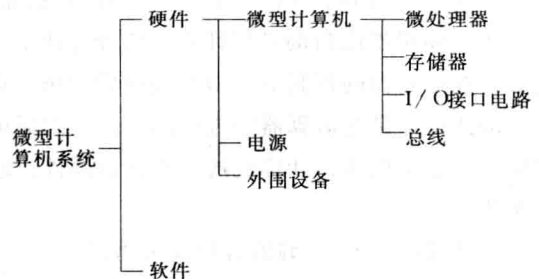 硬件
微型计算机
微处理器
存储器
I/O接口电路
总线
微型计
算机系统
电源
外围设备
软件